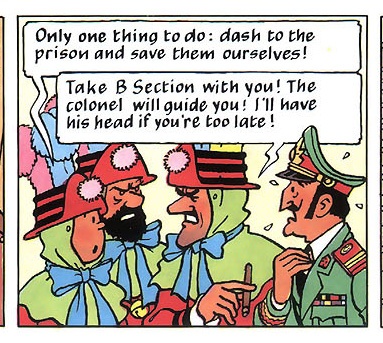 Only one thing to do: dash to the
prison and save them ourselves!
Take B Section with you! The
colonel will guide you! I'll have
his head if you're too late!